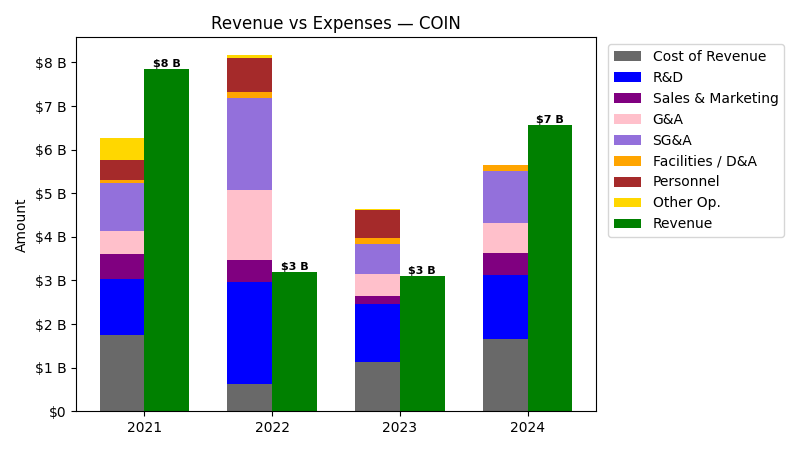 Revenue vs Expenses — COIN
Amount
$8 B
$7 B
$6 B
$5 B
$4 B
$3 B
$2 B
$1 B
$0
$8 B
$3 B
$3 B
$7 B
2021
2022
2023
2024
Cost of Revenue
R&D
Sales & Marketing
G&A
SG&A
Facilities / D&A
Personnel
Other Op.
Revenue